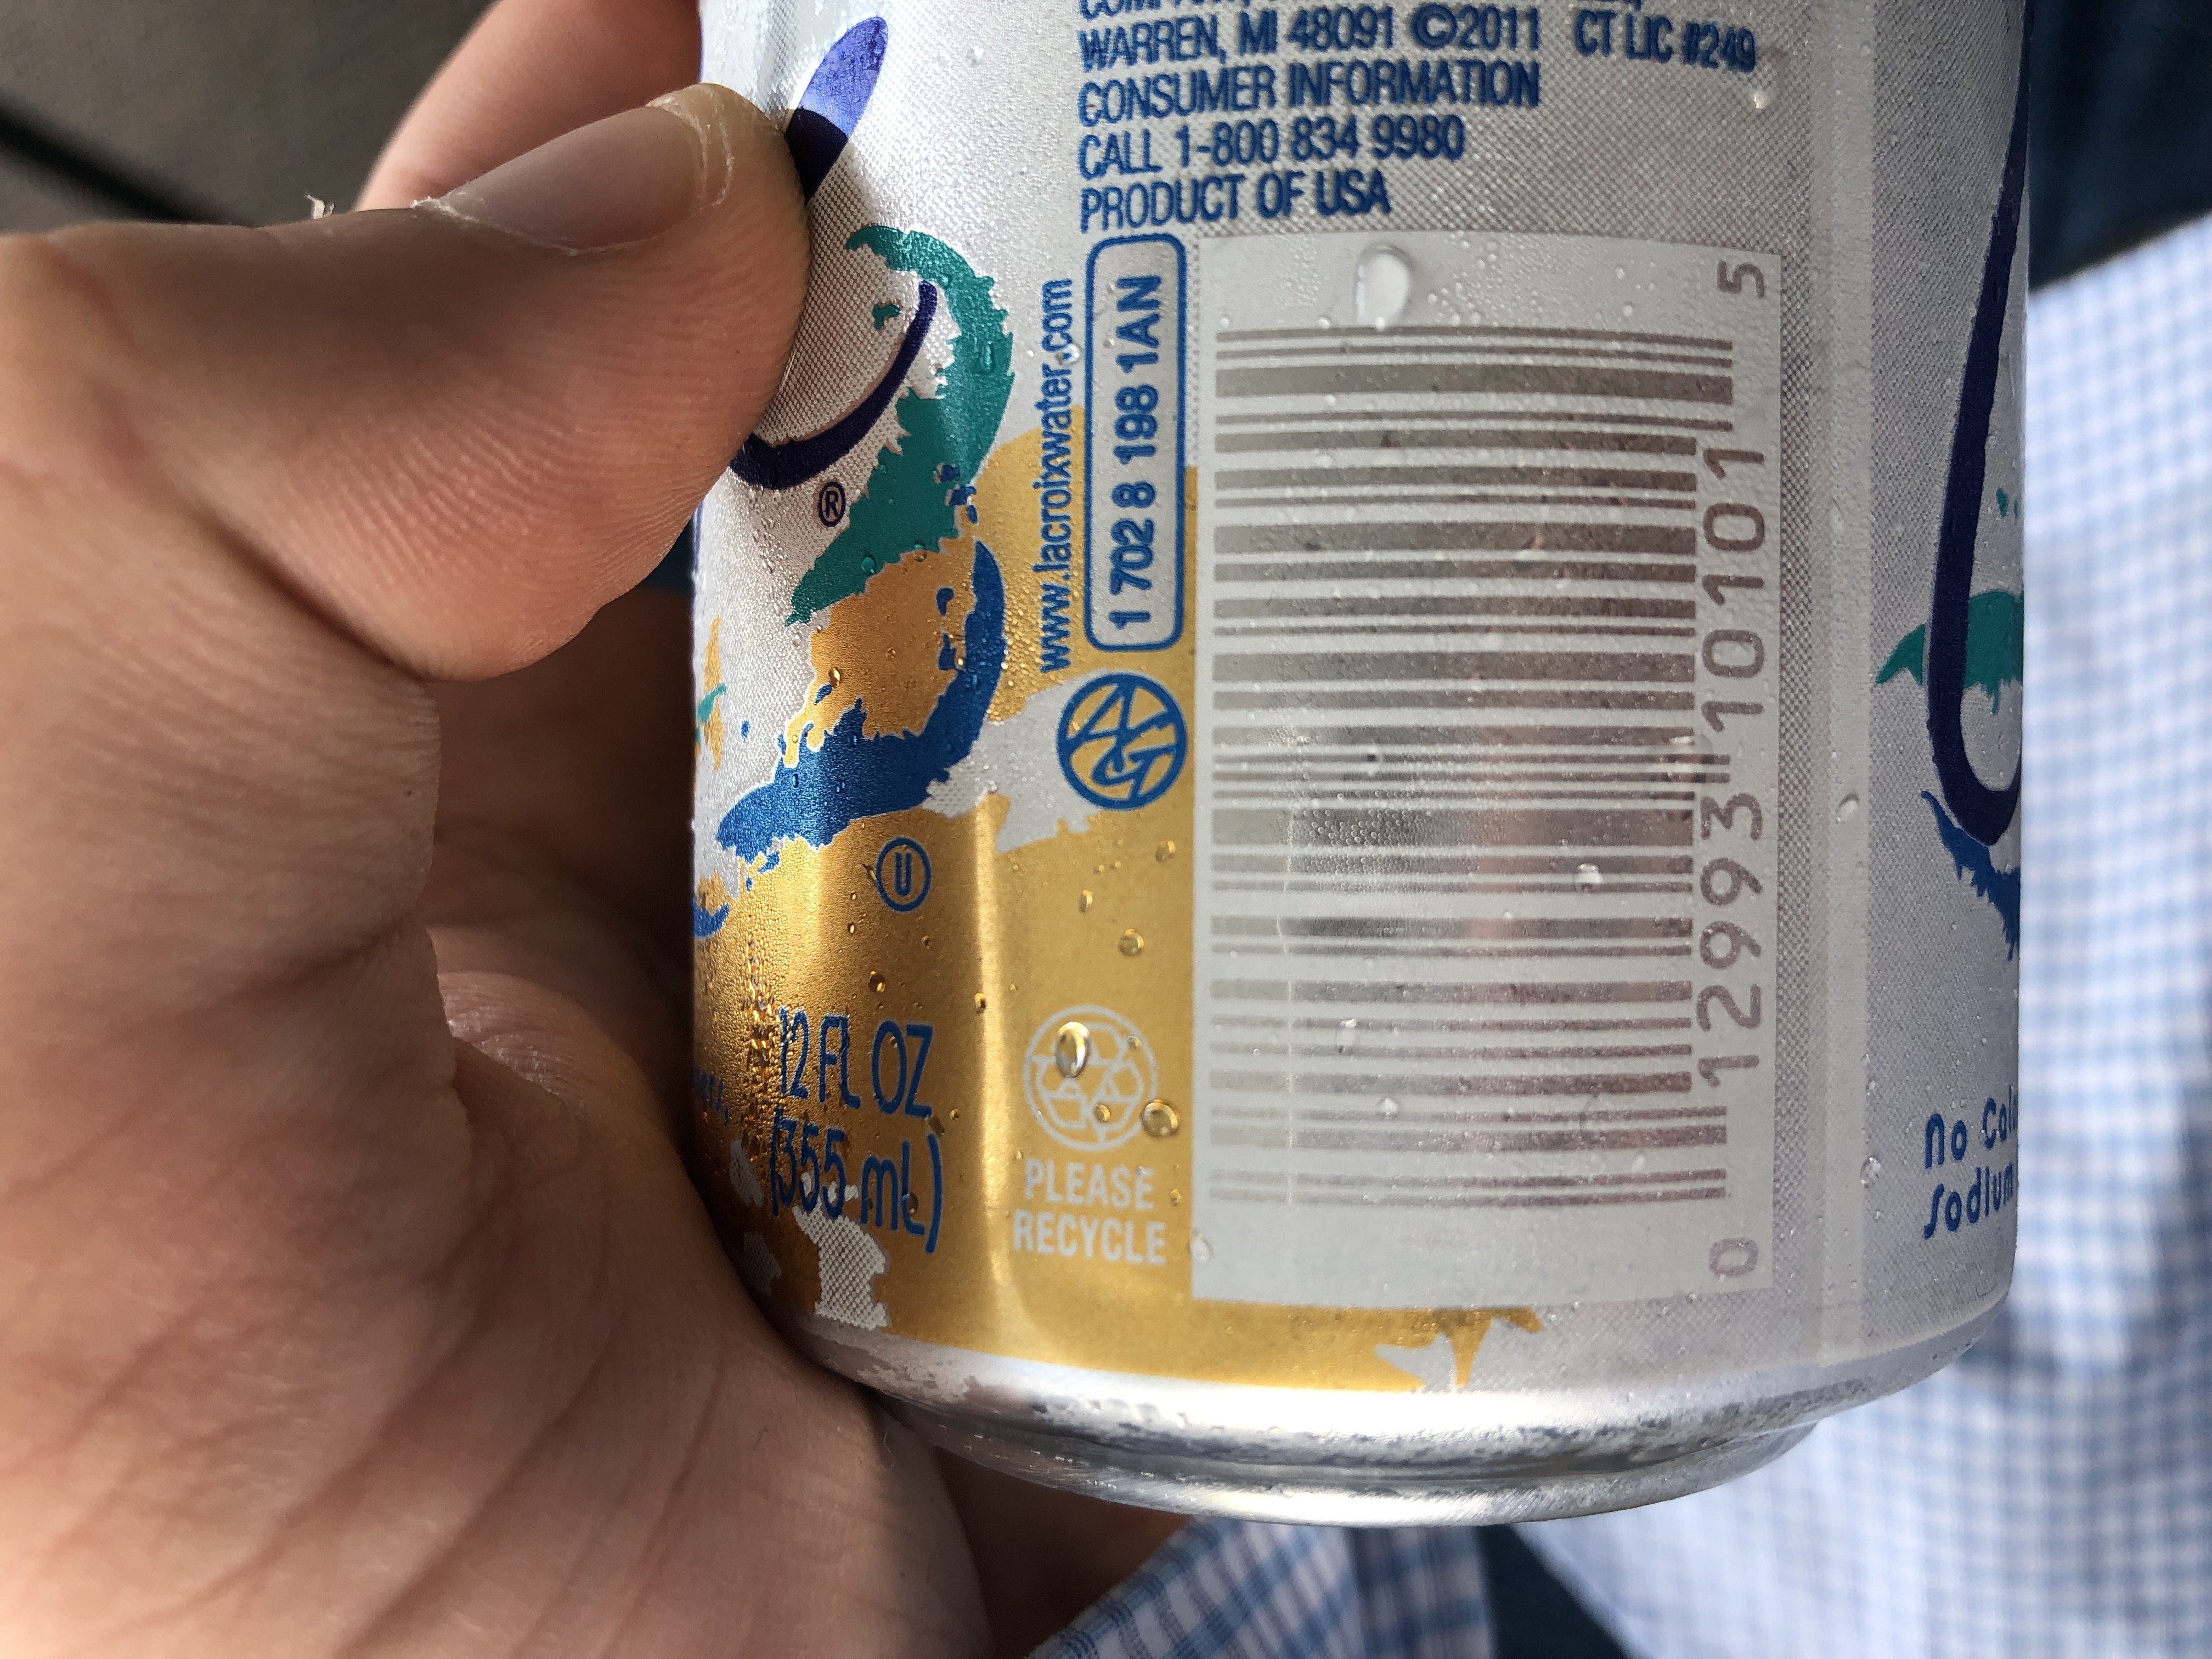 12 FL OZ
(355 mL)
U
®
PLEASE
RECYCLE
www.lacroixwater.com
1 702 8 198 1AN
WARREN, MI 48091 ©2011 CT LIC #249
CONSUMER INFORMATION
CALL 1-800 834 9980
PRODUCT OF USA
0 12993 10101 5
no